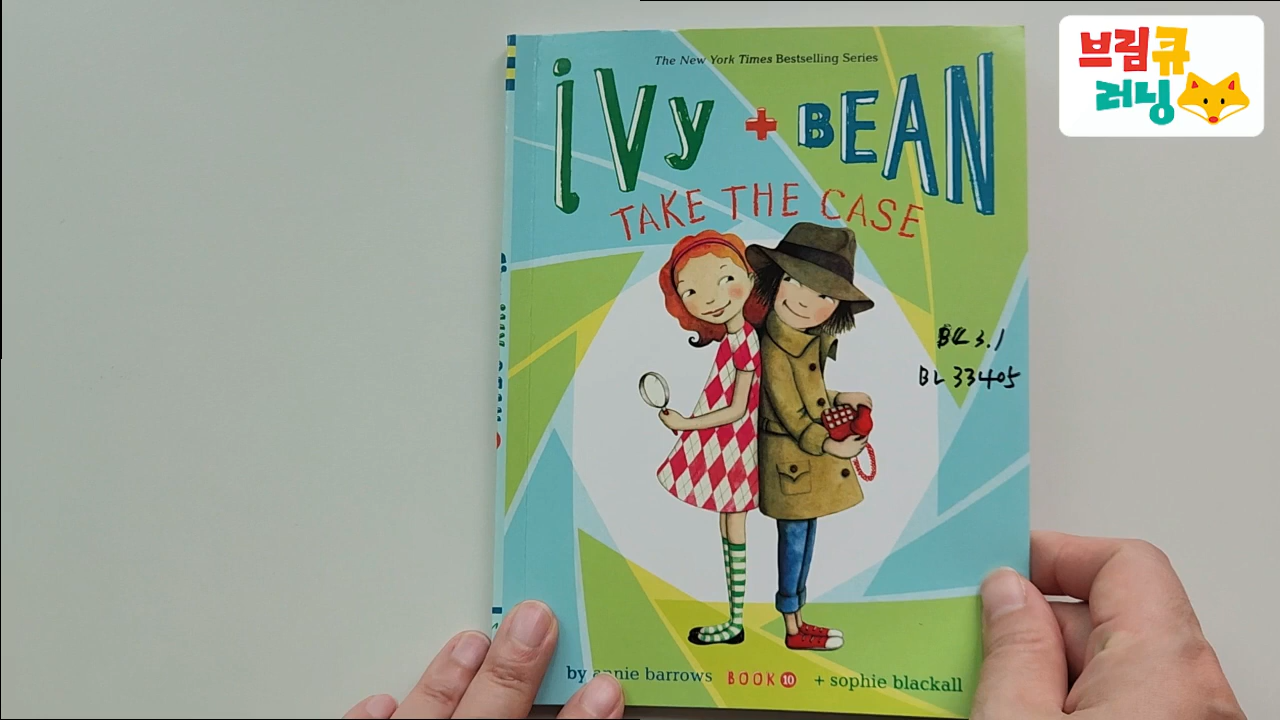 The New York Times Bestselling Series
ivy + BEAN
TAKE THE CASE
BL 3.1
BL 33405
by annie barrows BOOK 10 + sophie blackall
브림큐
러닝